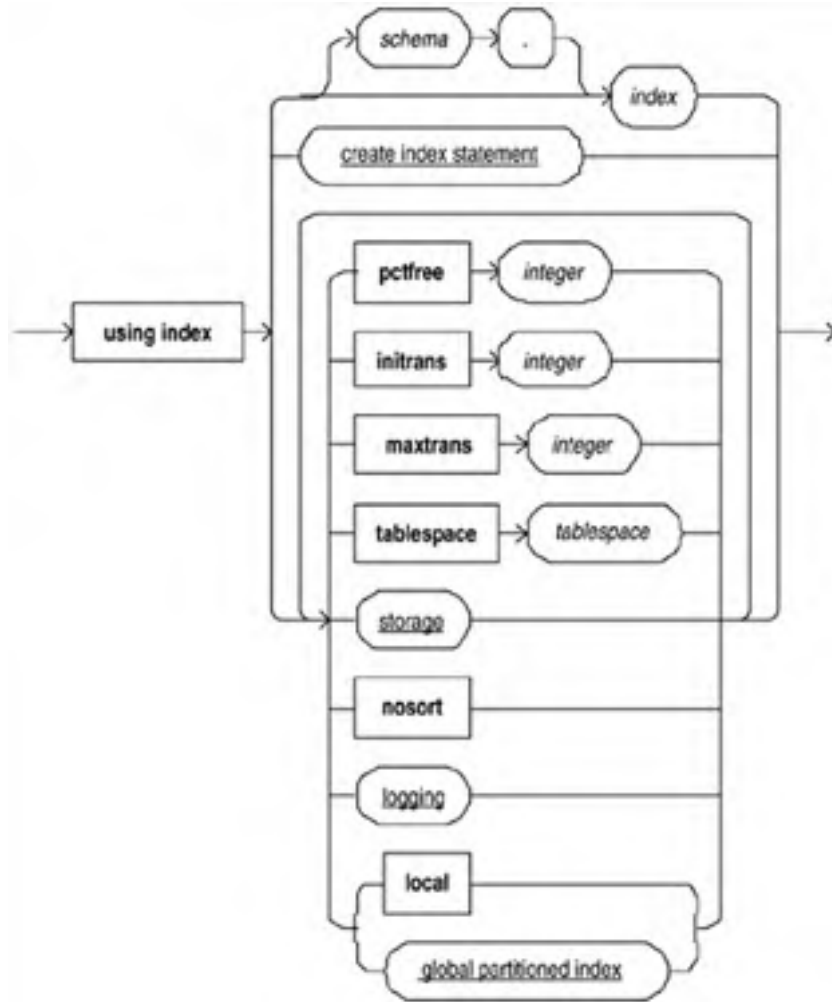 schema .
index
create index statement
pctfree integer
using index
initrans integer
maxtrans integer
tablespace tablespace
storage
nosort
logging
local
global partitioned index